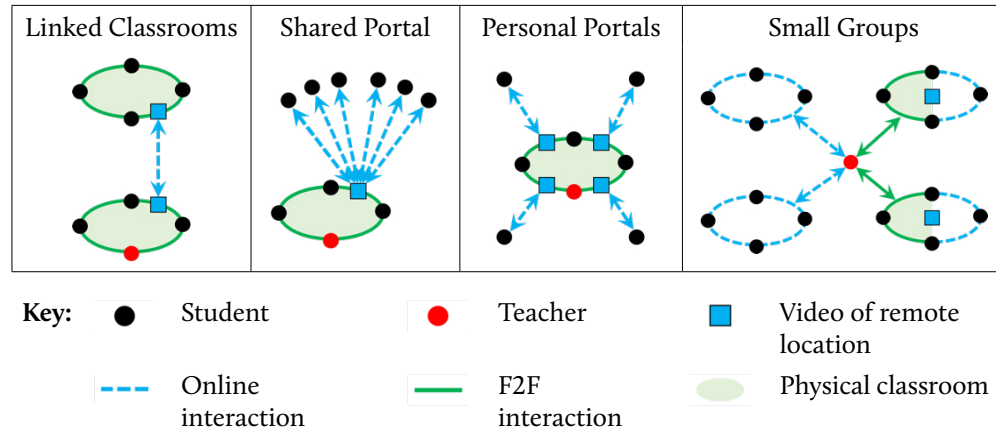 Linked Classrooms
Shared Portal
Personal Portals
Small Groups
Key:
Student
Teacher
Video of remote
location
Online
interaction
F2F
interaction
Physical classroom